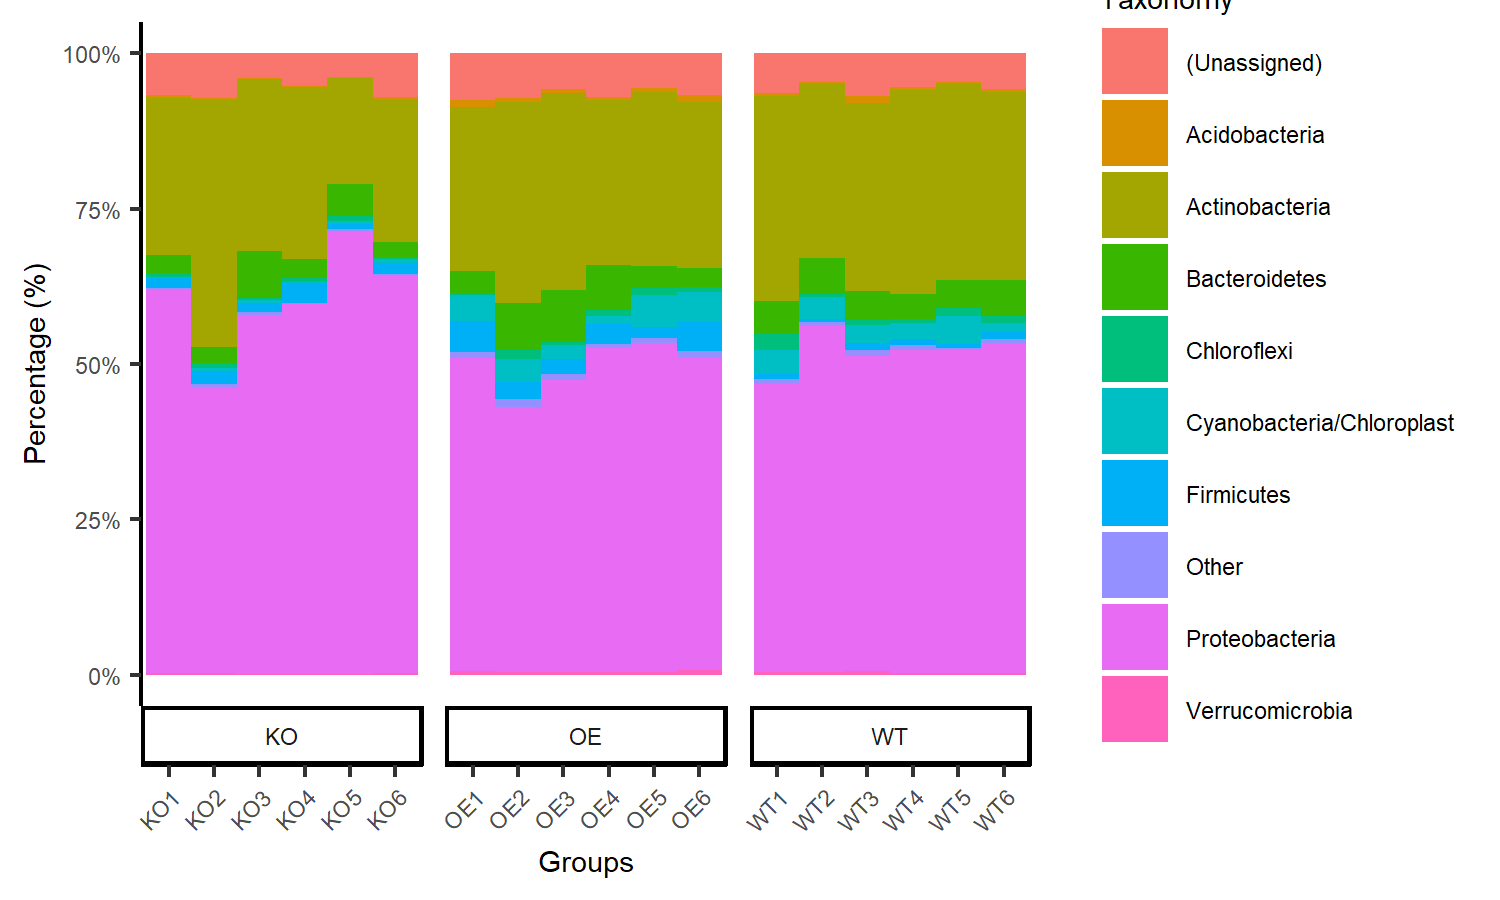 Taxonomy
(Unassigned)
Acidobacteria
Actinobacteria
Bacteroidetes
Chloroflexi
Cyanobacteria/Chloroplast
Firmicutes
Other
Proteobacteria
Verrucomicrobia
Percentage (%)
100%
75%
50%
25%
0%
KO OE WT
KO1 KO2 KO3 KO4 KO5 KO6 OE1 OE2 OE3 OE4 OE5 OE6 WT1 WT2 WT3 WT4 WT5 WT6
Groups